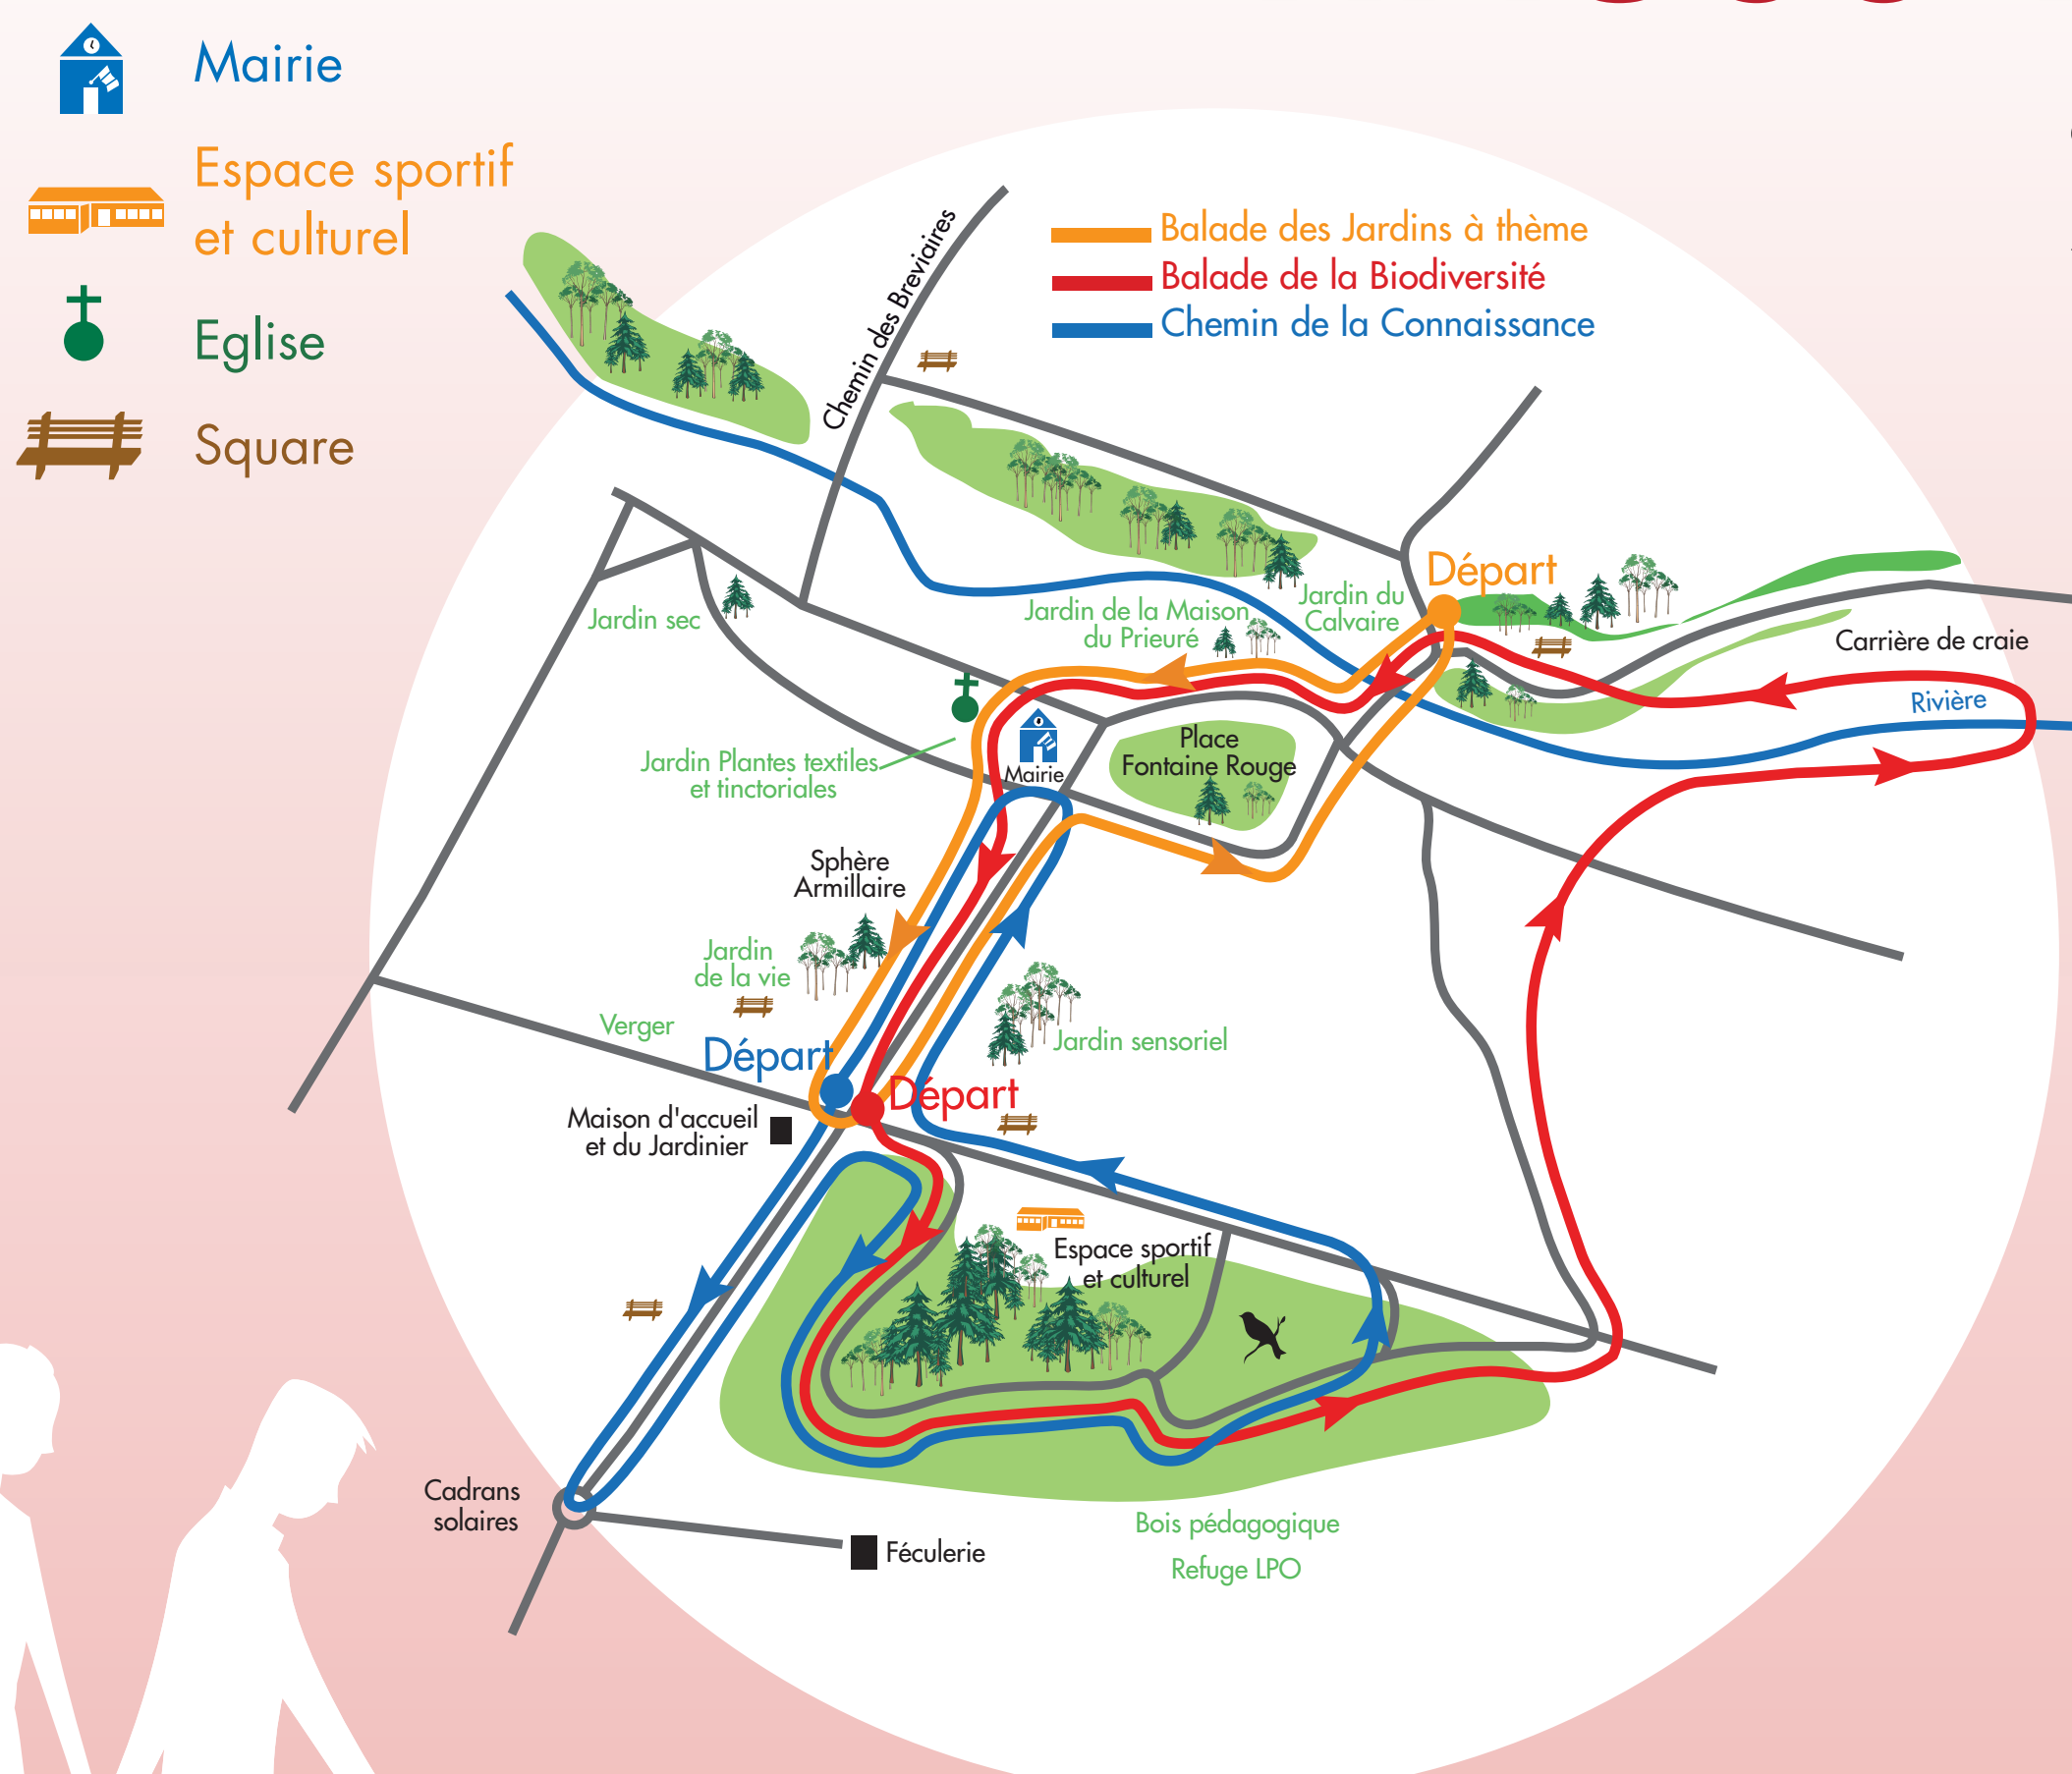 Mairie
Espace sportif
et culturel
Eglise
Square
Balade des Jardins à thème
Balade de la Biodiversité
Chemin de la Connaissance
Chemin des Breviaires
Départ
Jardin du
Calvaire
Jardin de la Maison
du Prieuré
Jardin sec
Carrière de craie
Rivière
Place
Fontaine Rouge
Mairie
Jardin Plantes textiles
et tinctoriales
Sphère
Armillaire
Jardin
de la vie
Verger
Jardin sensoriel
Départ
Départ
Maison d'accueil
et du Jardinier
Espace sportif
et culturel
Cadrans
solaires
Féculerie
Bois pédagogique
Refuge LPO